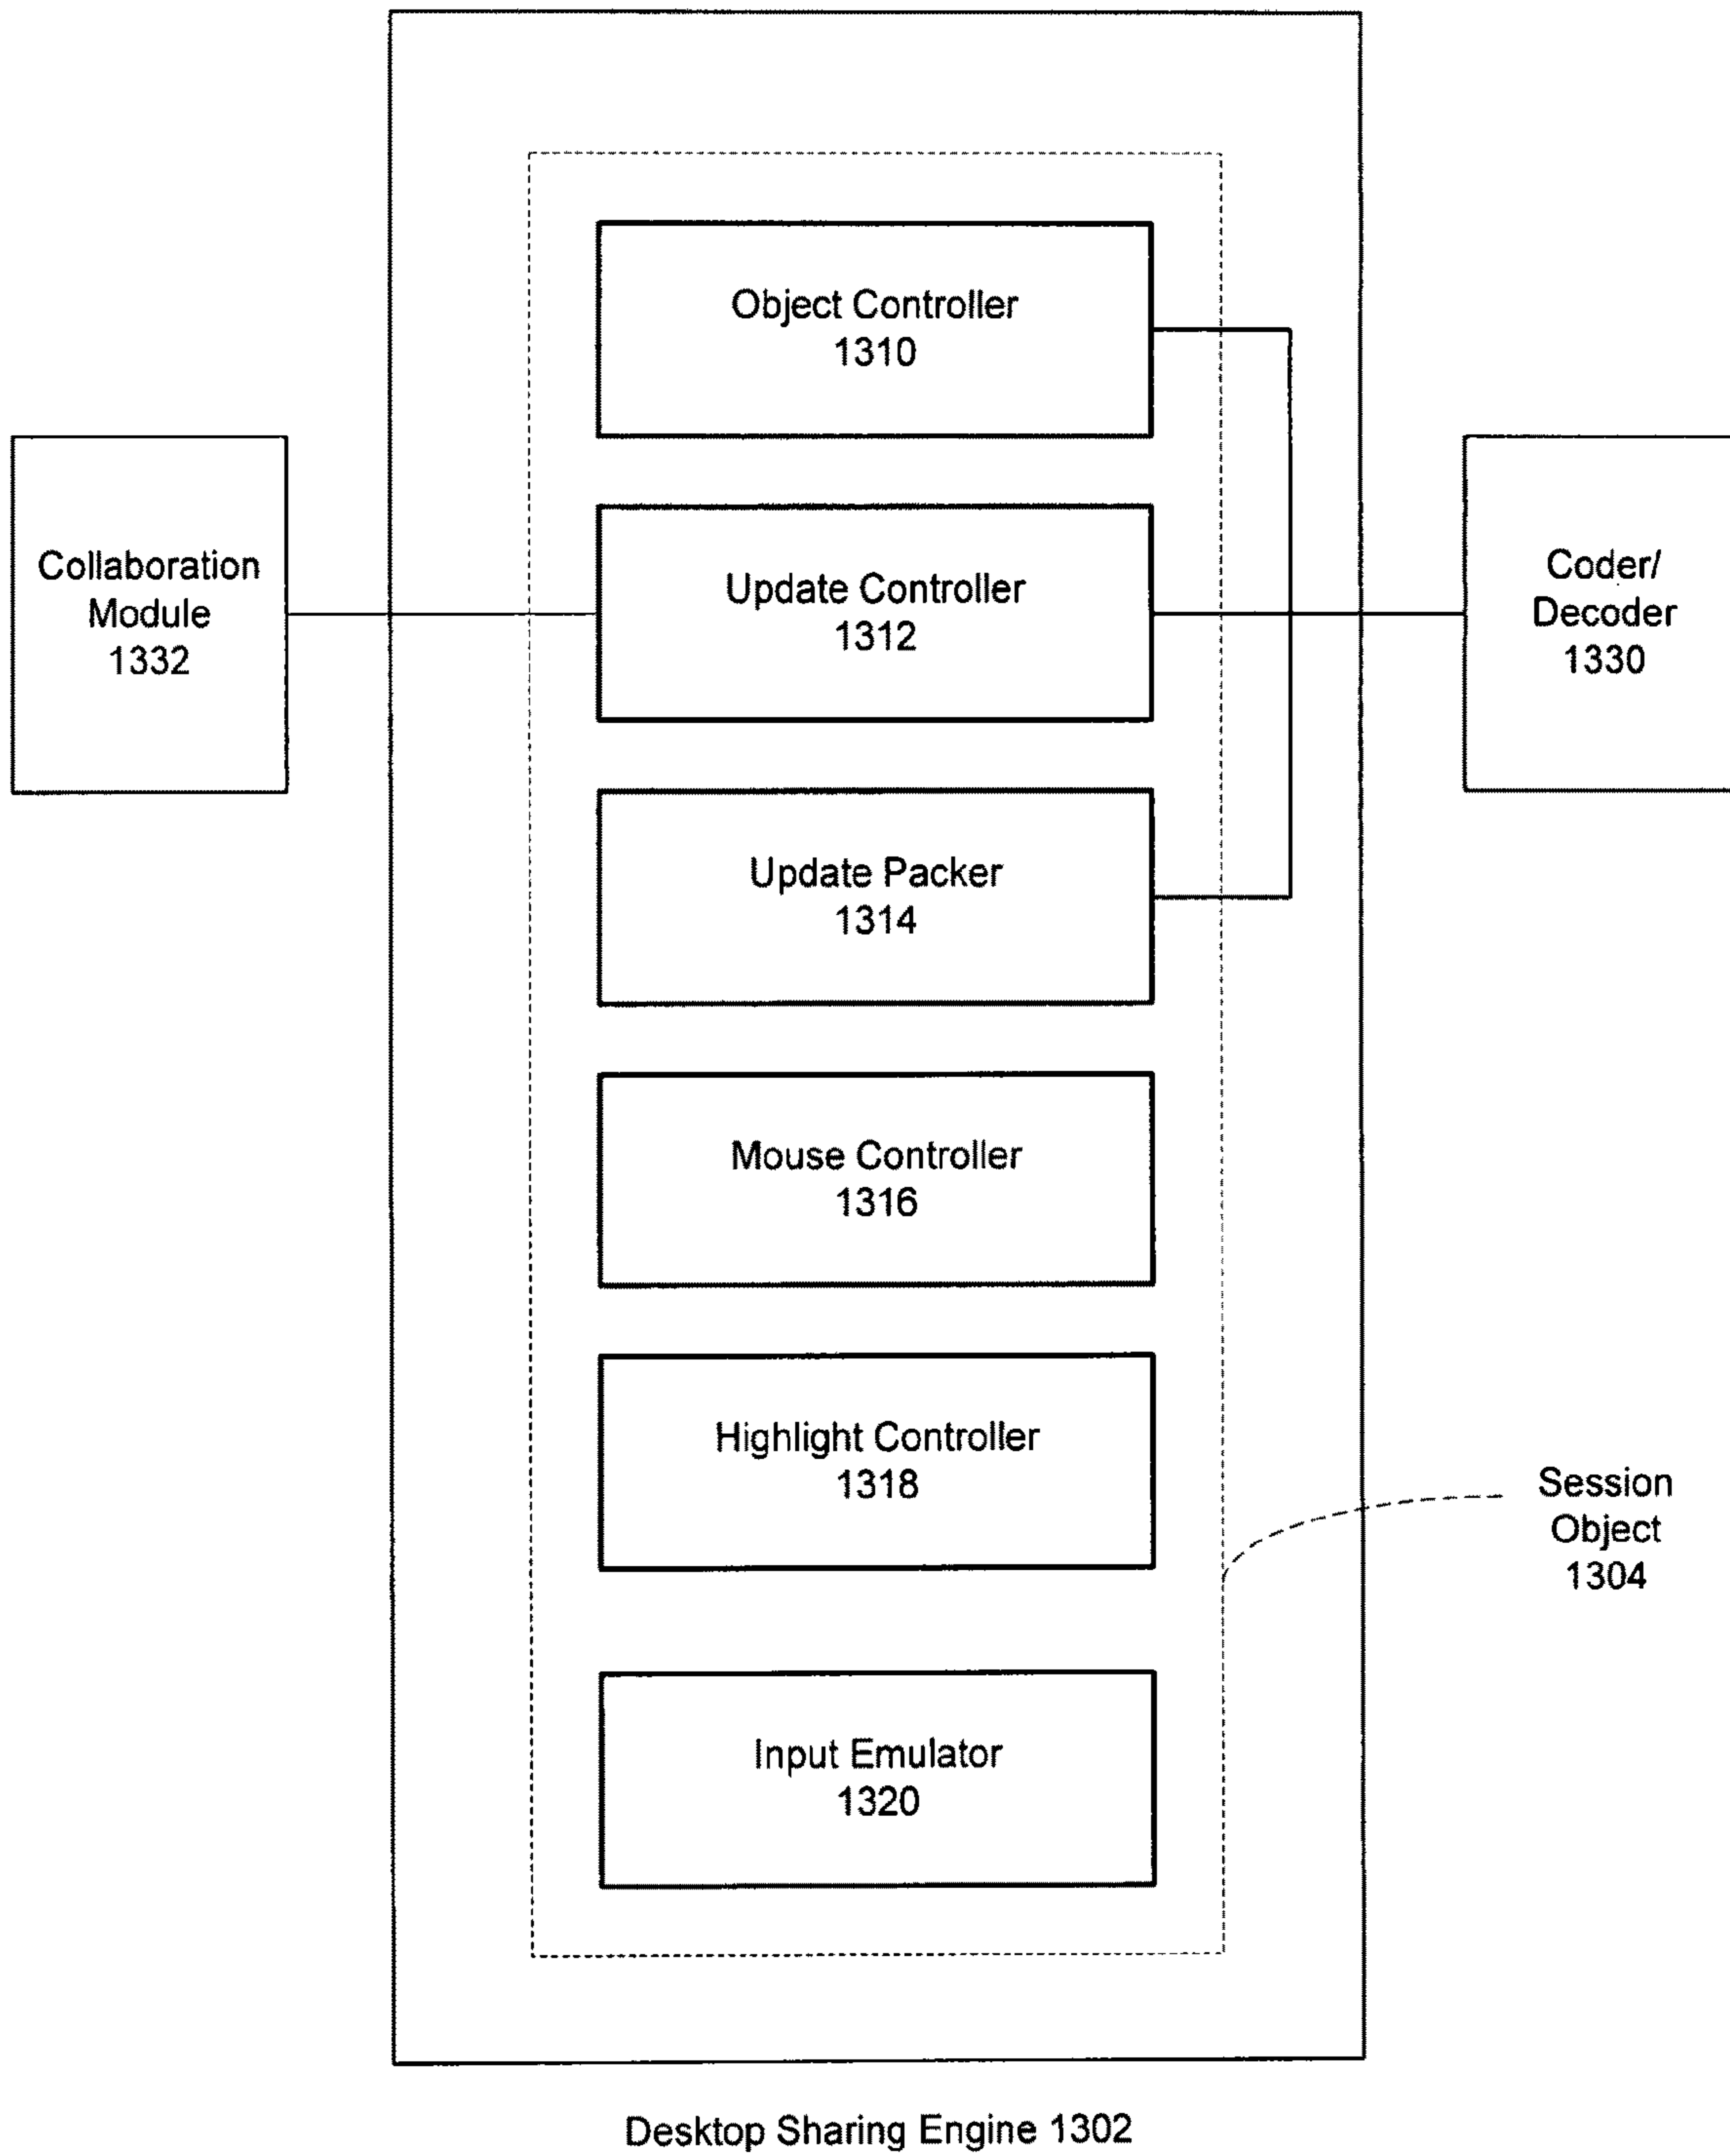 Object Controller
1310
Collaboration
Module
1332
Update Controller
1312
Coder/
Decoder
1330
Update Packer
1314
Mouse Controller
1316
Highlight Controller
1318
Session
Object
1304
Input Emulator
1320
Desktop Sharing Engine 1302